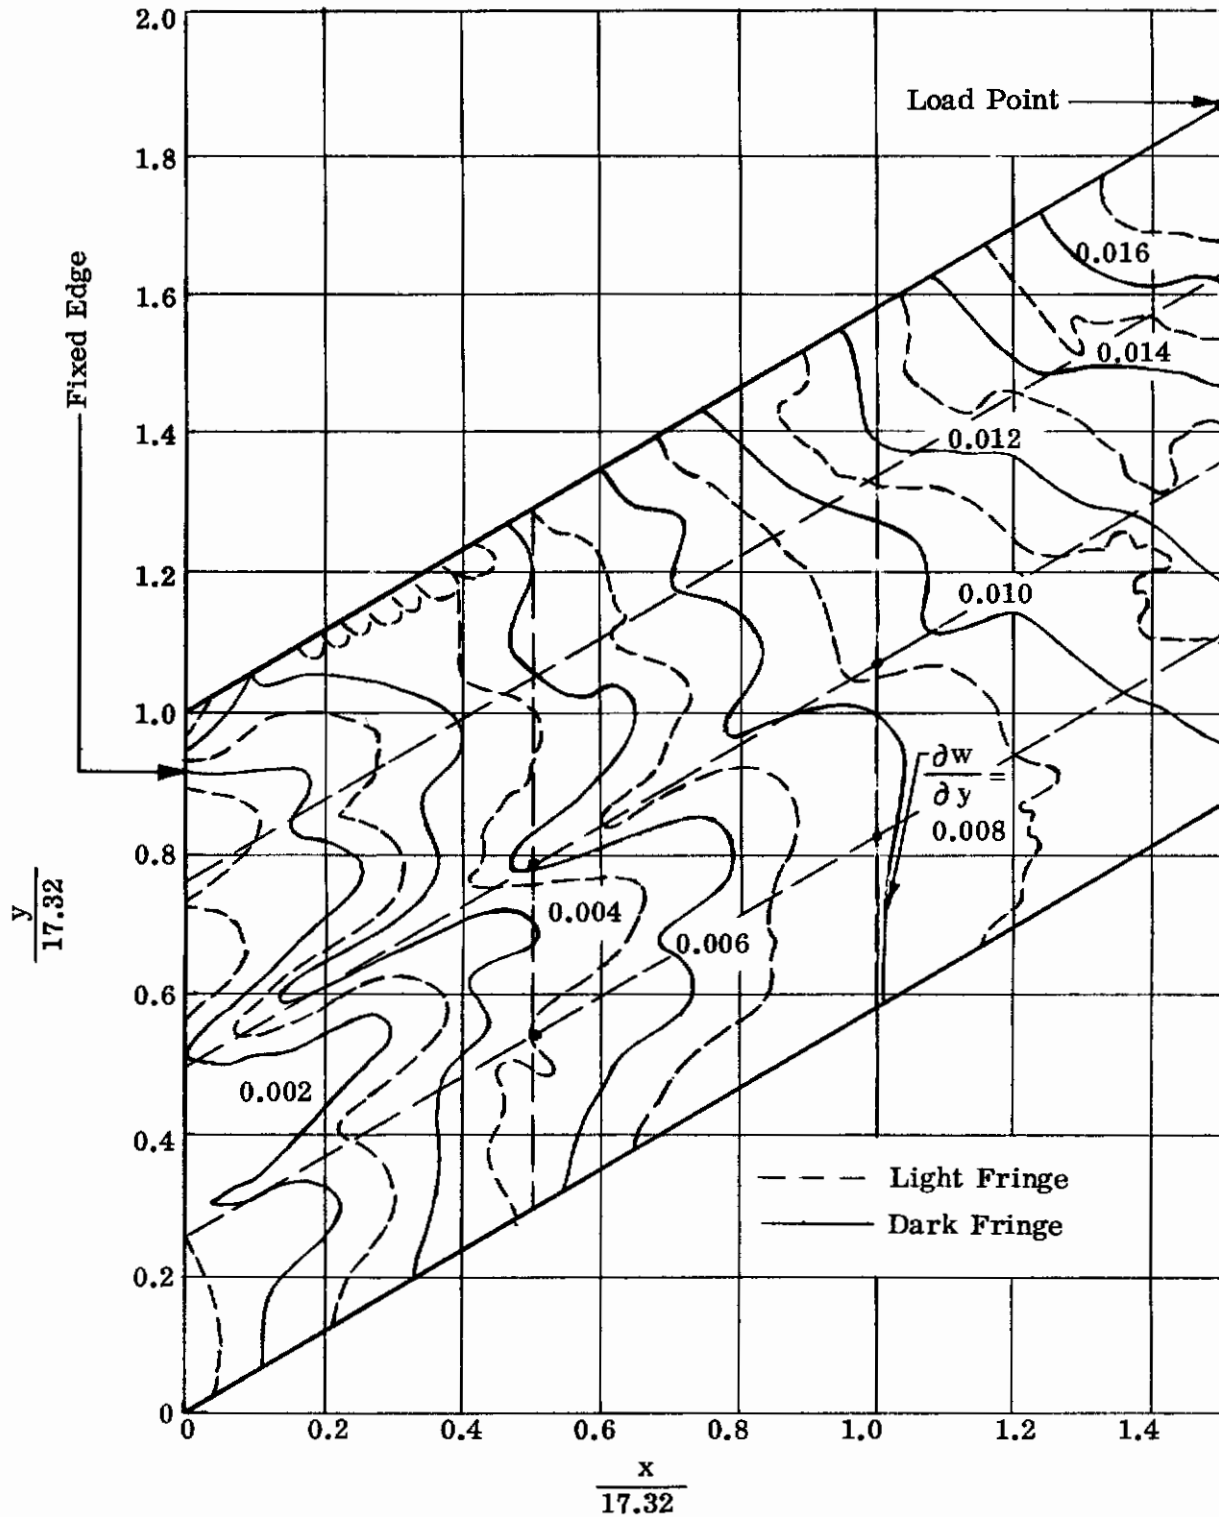 2.0
Load Point
1.8
0.016
Fixed Edge
1.6
0.014
1.4
0.012
1.2
0.010
1.0
∂w
∂y
=
0.008
0.8
y
17.32
0.004
0.006
0.6
0.002
0.4
Light Fringe
Dark Fringe
0.2
0
0 0.2 0.4 0.6 0.8 1.0 1.2 1.4
x
17.32